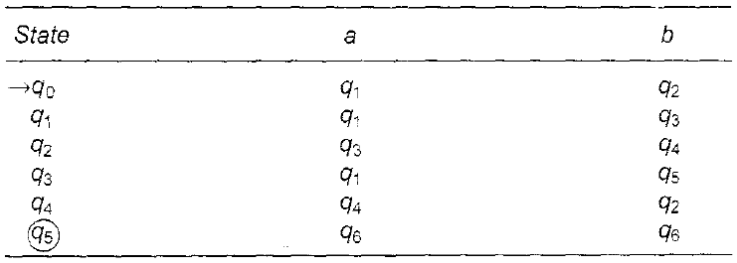 State a b
→q₀ q₁ q₂
q₁ q₁ q₃
q₂ q₃ q₄
q₃ q₁ q₅
q₄ q₄ q₂
q₅ q₆ q₆